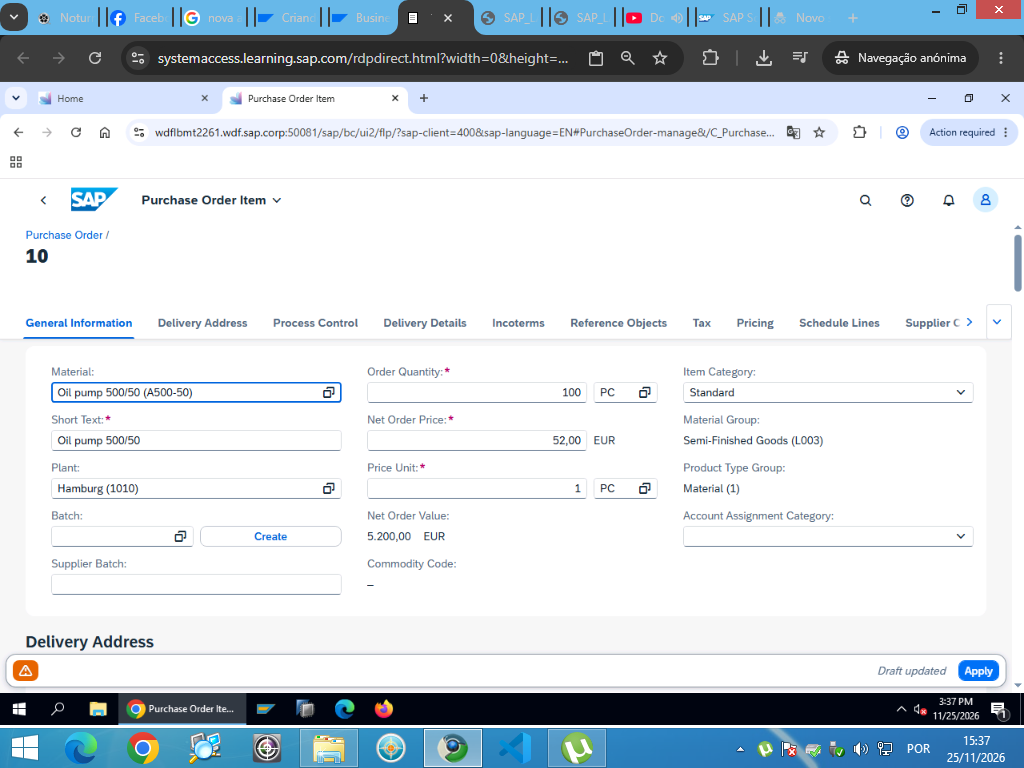 Notur
Faceb
nova
Criand
Busine
SAP_L
SAP_L
Do
SAP S
Novo
systemaccess.learning.sap.com/rdpdirect.html?width=0&height=...
Navegação anónima
Home
Purchase Order Item
wdflbmt2261.wdf.sap.corp:50081/sap/bc/ui2/flp/?sap-client=400&sap-language=EN#PurchaseOrder-manage&/C_Purchase...
Action required
SAP
Purchase Order Item
Purchase Order /
10
General Information
Delivery Address
Process Control
Delivery Details
Incoterms
Reference Objects
Tax
Pricing
Schedule Lines
Supplier C
Material:
Oil pump 500/50 (A500-50)
Short Text:*
Oil pump 500/50
Plant:
Hamburg (1010)
Batch:
Create
Supplier Batch:
Order Quantity:*
100 PC
Net Order Price:*
52,00 EUR
Price Unit:*
1 PC
Net Order Value:
5.200,00 EUR
Commodity Code:
–
Item Category:
Standard
Material Group:
Semi-Finished Goods (L003)
Product Type Group:
Material (1)
Account Assignment Category:
Delivery Address
Draft updated
Apply
Purchase Order Ite...
3:37 PM
11/25/2026
1
POR
15:37
25/11/2026